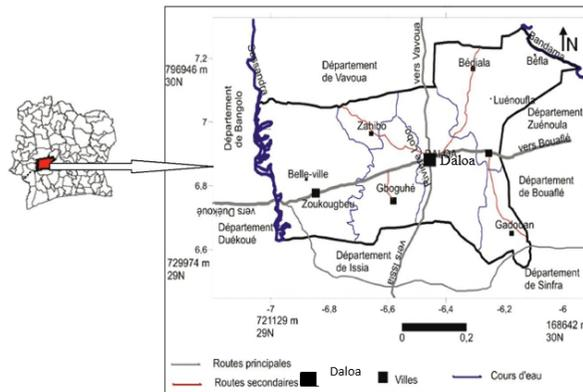 N
Bandama
vers Vavoua
7,2
796946 m
30N
Sassandra
Département
de Vavoua
Bédiala
Béfla
Luénoufla
Département
Zuénoula
Département
de Bangolo
7
Zahibo
vers Bouaflé
Daloa
Belle-ville
6,8
Gboguhé
Zoukougbeu
Département
de Bouaflé
vers Duékoué
Département
Duékoué
Gadouan
6,6
729974 m
29N
Département
de Issia
vers Issia
Département
de Sinfra
-7 -6,8 -6,6 -6,4 -6,2 -6
721129 m
29N
168642 m
30N
0 0,2
Routes principales
Routes secondaires
Daloa
Villes
Cours d'eau